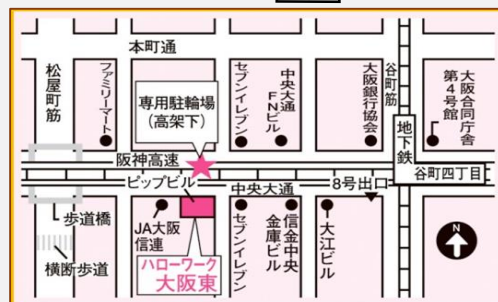 本町通
松屋町筋
ファミリーマート
専用駐輪場
（高架下）
セブンイレブン
中央大通
FNビル
大阪銀行協会
谷町筋
地下鉄
大阪合同庁舎
第4号館
阪神高速
谷町四丁目
ピップビル
中央大通
8号出口
歩道橋
横断歩道
JA大阪
信連
ハローワーク
大阪東
セブンイレブン
信金中央
金庫ビル
大江ビル
N